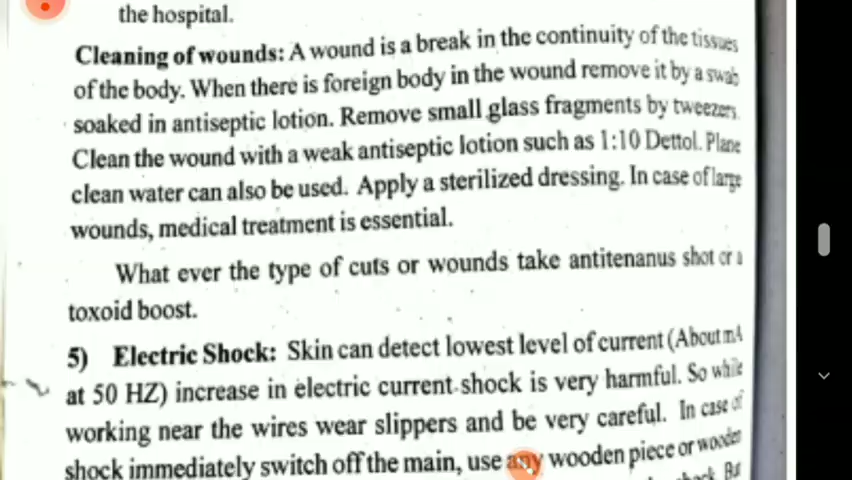 the hospital.
Cleaning of wounds: A wound is a break in the continuity of the tissues
of the body. When there is foreign body in the wound remove it by a swab
soaked in antiseptic lotion. Remove small glass fragments by tweezers.
Clean the wound with a weak antiseptic lotion such as 1:10 Dettol. Plane
clean water can also be used. Apply a sterilized dressing. In case of large
wounds, medical treatment is essential.
What ever the type of cuts or wounds take antitenanus shot or a
toxoid boost.
5) Electric Shock: Skin can detect lowest level of current (About mA
at 50 HZ) increase in electric current shock is very harmful. So while
working near the wires wear slippers and be very careful. In case of
shock immediately switch off the main, use any wooden piece or wooden
shock. But